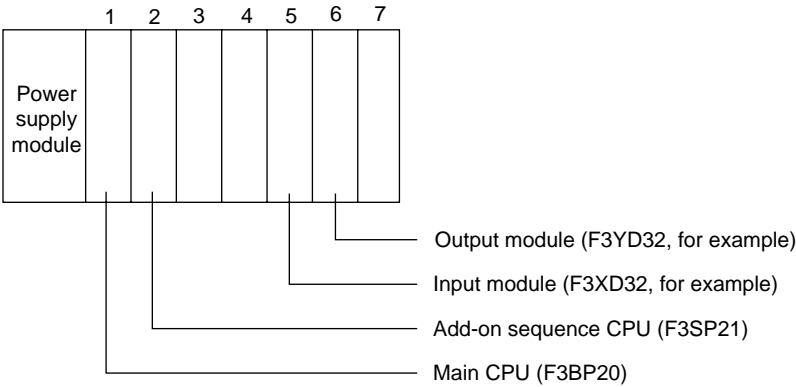 1 2 3 4 5 6 7
Power
supply
module
Output module (F3YD32, for example)
Input module (F3XD32, for example)
Add-on sequence CPU (F3SP21)
Main CPU (F3BP20)